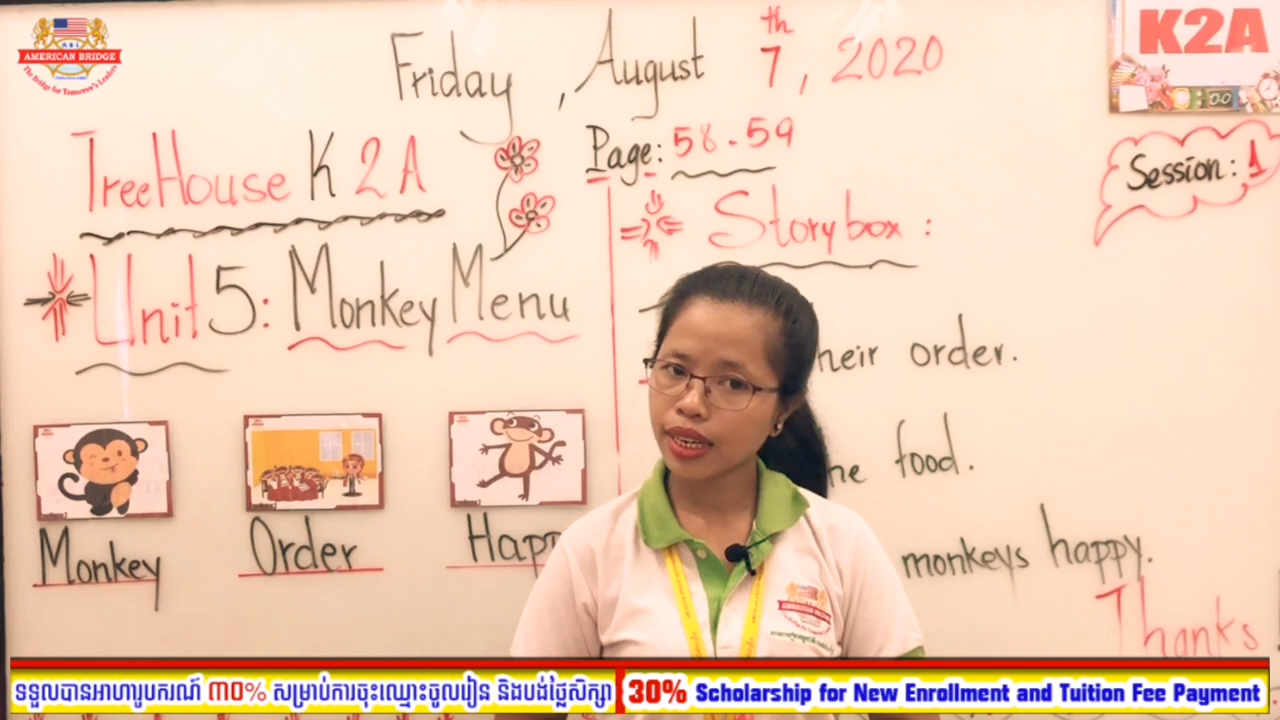 AMERICAN BRIDGE
The Bridge for Tomorrow's Leaders
K2A
Friday, August 7th, 2020
Session: 1
TreeHouse K2A
Page: 58-59
Storybox:
Unit 5: Monkey Menu
heir order.
he food.
monkeys happy.
Monkey
Order
Happ
Thanks
AMERICAN BRIDGE
ទទួលបានអាហារូបករណ៍ ៣០% សម្រាប់ការចុះឈ្មោះចូលរៀន និងបង់ថ្លៃសិក្សា
30% Scholarship for New Enrollment and Tuition Fee Payment